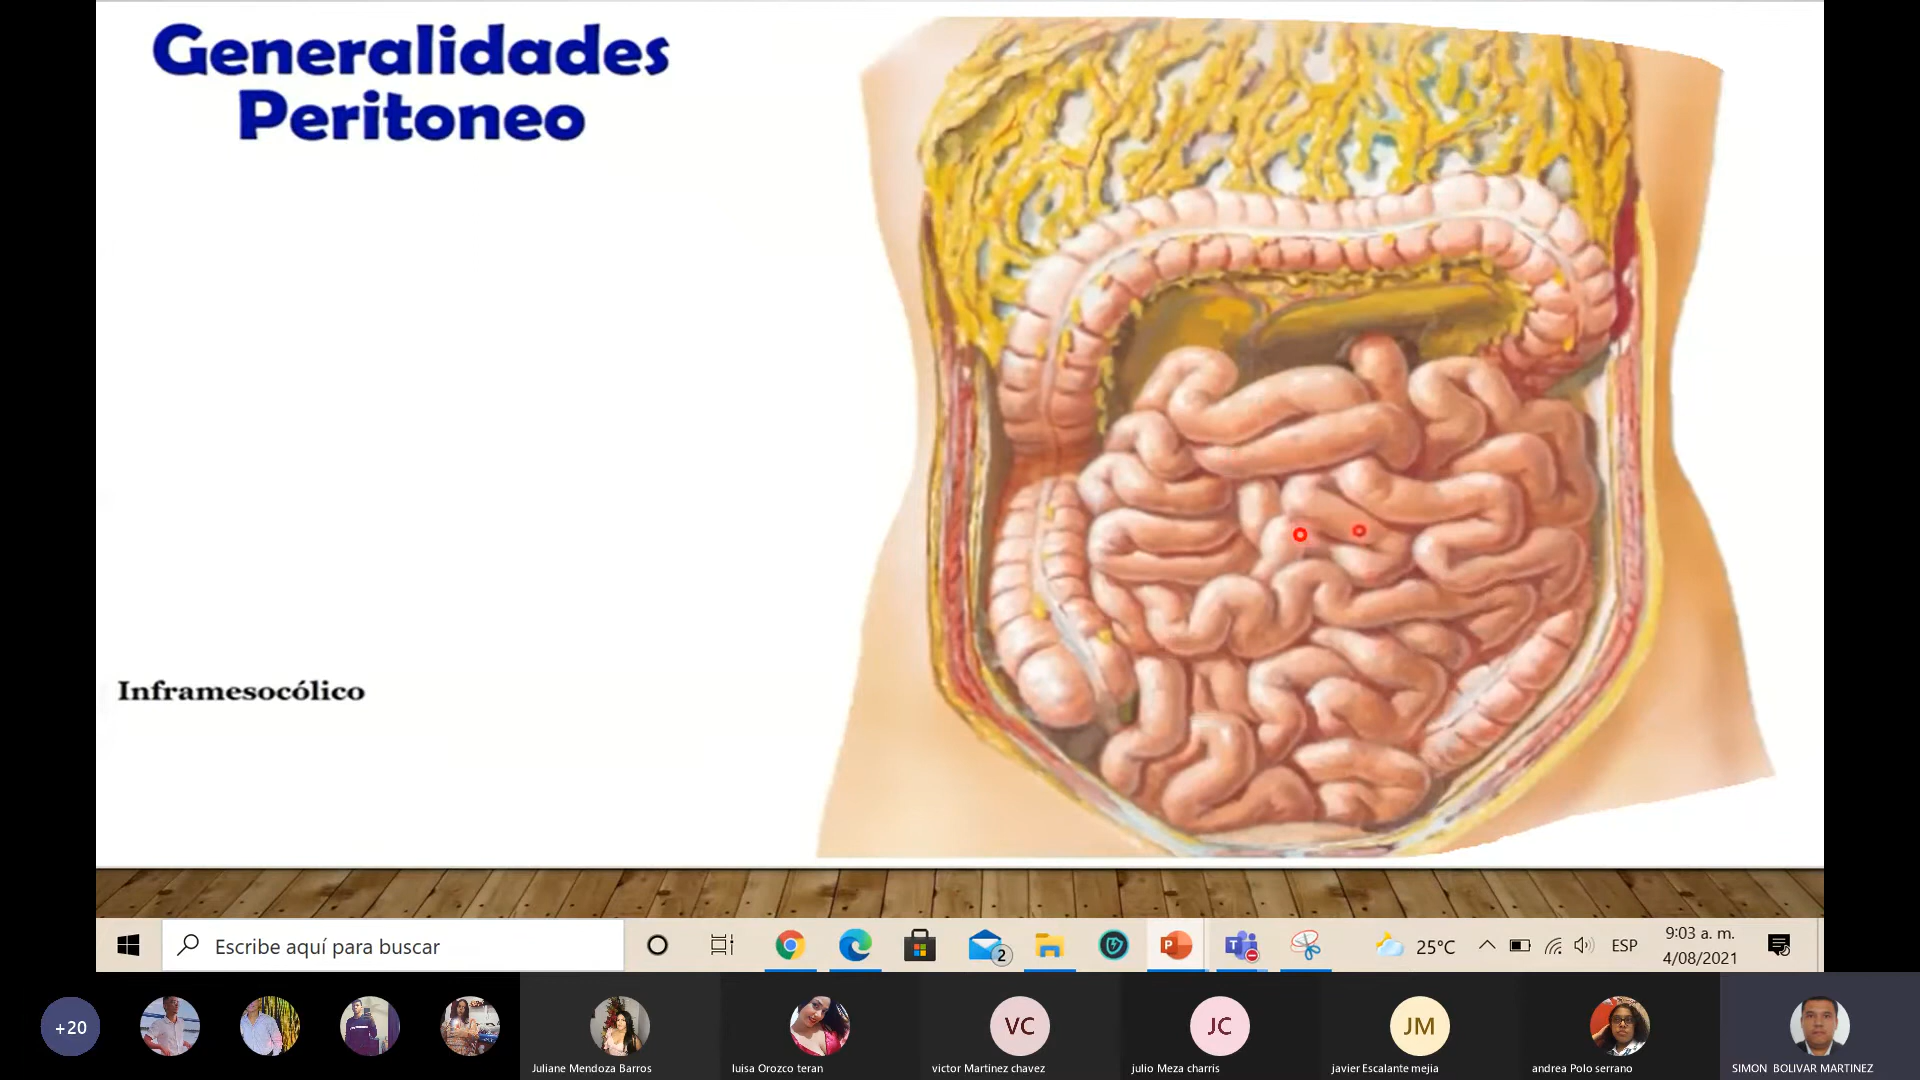 Generalidades
Peritoneo
Inframesocólico
Escribe aquí para buscar
2
25°C
ESP
9:03 a. m.
4/08/2021
+20
VC
JC
JM
Juliane Mendoza Barros
luisa Orozco teran
victor Martinez chavez
julio Meza charris
javier Escalante mejia
andrea Polo serrano
SIMON BOLIVAR MARTINEZ